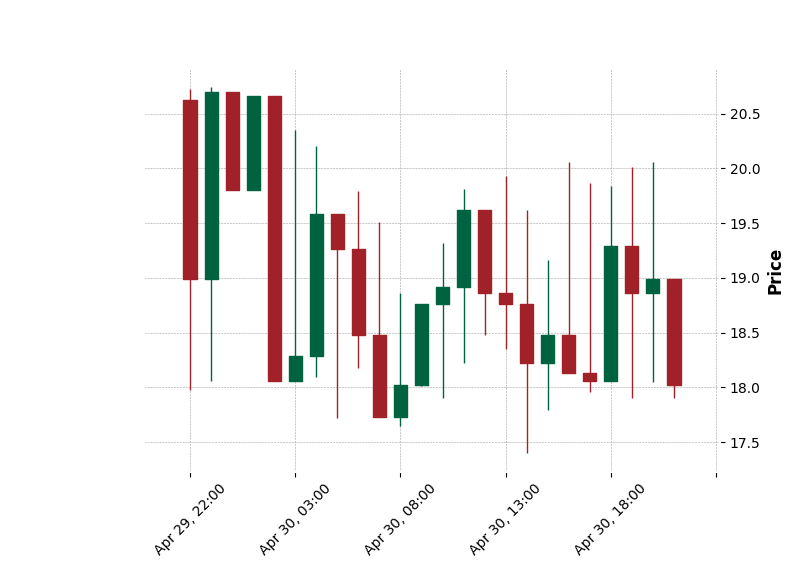 20.5
20.0
19.5
19.0
18.5
18.0
17.5
Price
Apr 29, 22:00
Apr 30, 03:00
Apr 30, 08:00
Apr 30, 13:00
Apr 30, 18:00